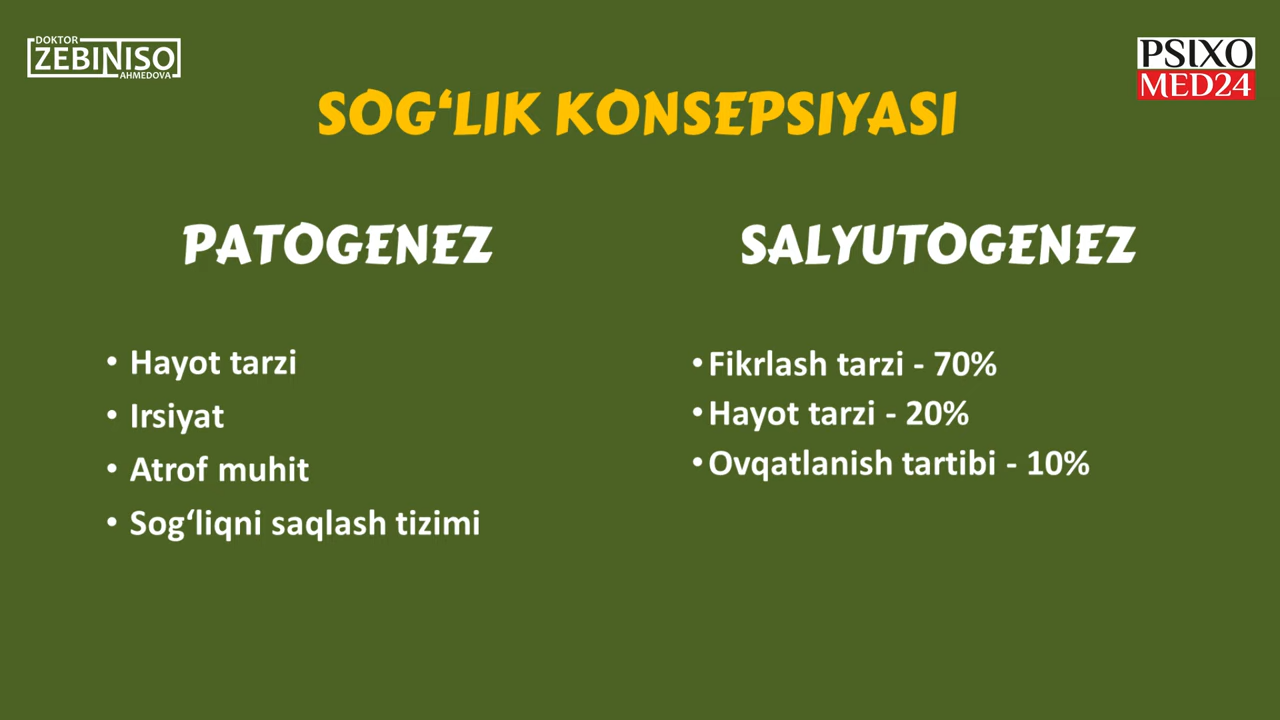 DOKTOR
ZEBINISO
AHMEDOVA
PSIXO
MED24
SOG‘LIK KONSEPSIYASI
PATOGENEZ
• Hayot tarzi
• Irsiyat
• Atrof muhit
• Sog‘liqni saqlash tizimi
SALYUTOGENEZ
• Fikrlash tarzi - 70%
• Hayot tarzi - 20%
• Ovqatlanish tartibi - 10%